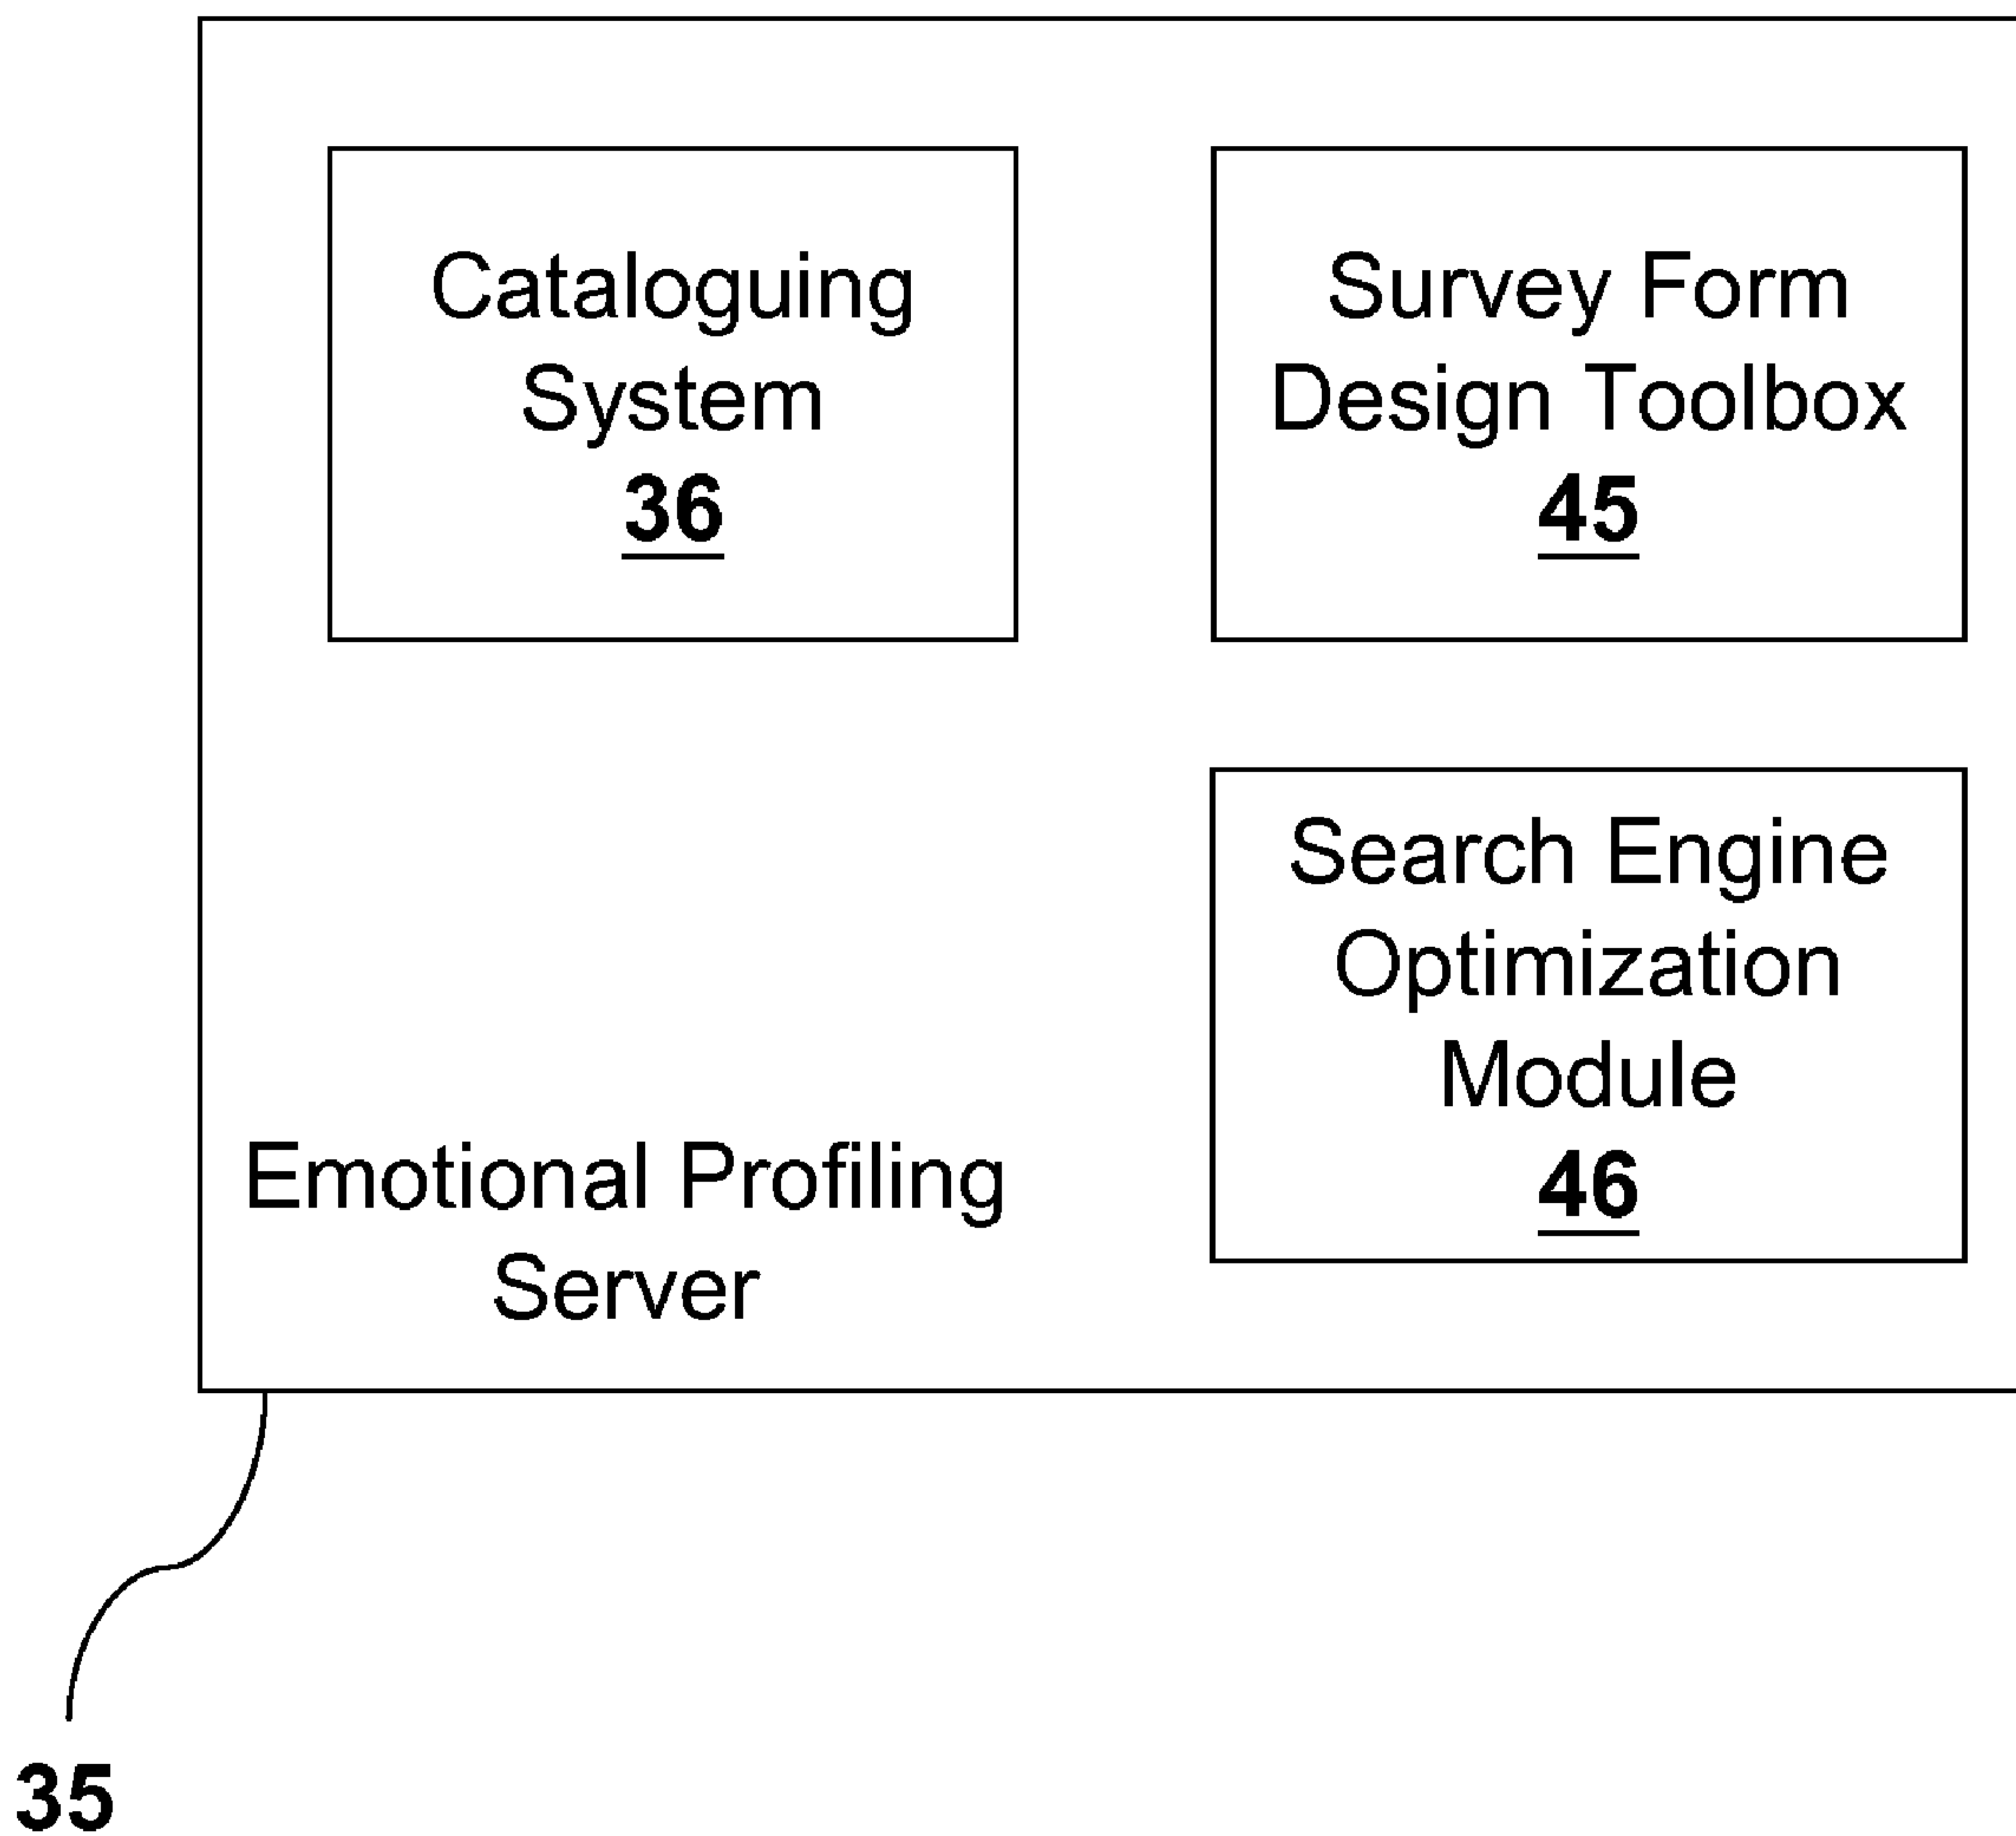 Cataloguing
System
36
Survey Form
Design Toolbox
45
Search Engine
Optimization
Module
46
Emotional Profiling
Server
35